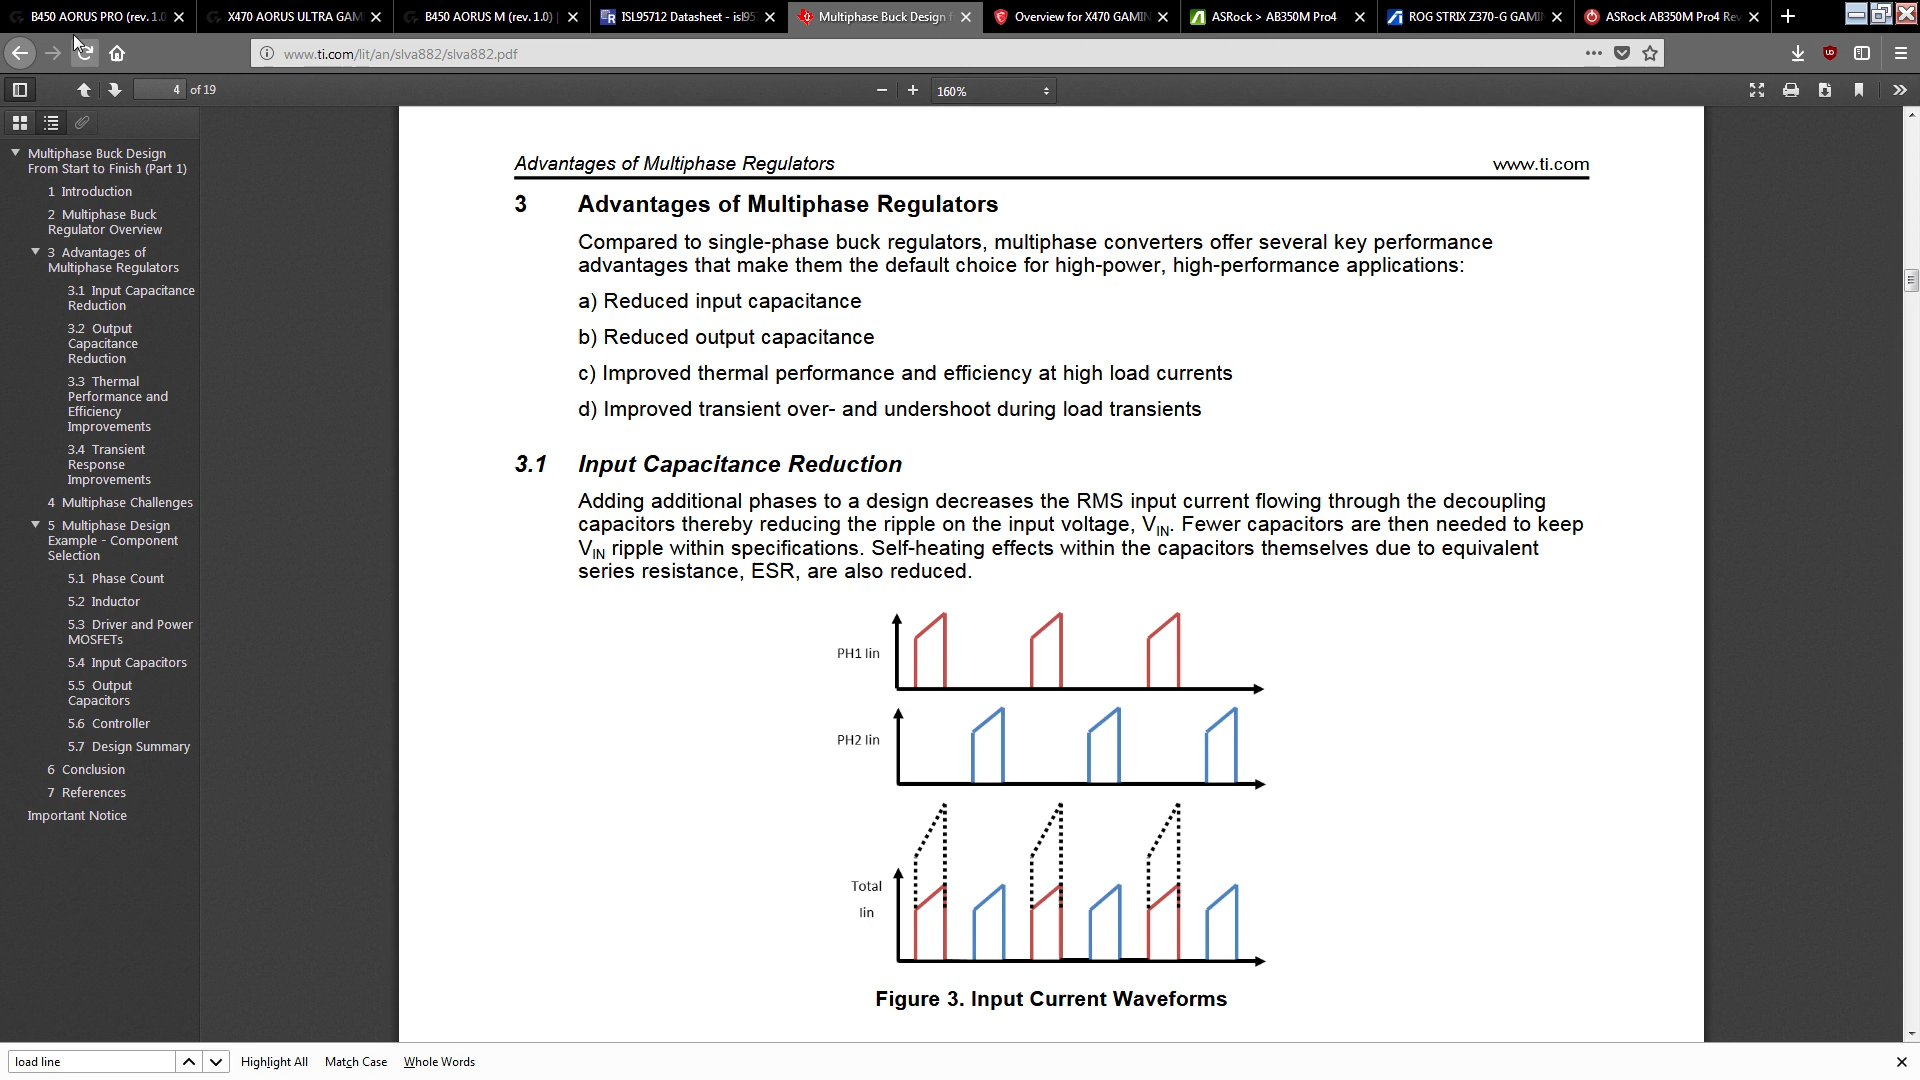 B450 AORUS PRO (rev. 1.0
X470 AORUS ULTRA GAM
B450 AORUS M (rev. 1.0) |
ISL95712 Datasheet - isl95
Multiphase Buck Design f
Overview for X470 GAMIN
ASRock > AB350M Pro4
ROG STRIX Z370-G GAMI
ASRock AB350M Pro4 Rev
www.ti.com/lit/an/slva882/slva882.pdf
4 of 19
160%
Multiphase Buck Design
From Start to Finish (Part 1)
1 Introduction
2 Multiphase Buck
Regulator Overview
3 Advantages of
Multiphase Regulators
3.1 Input Capacitance
Reduction
3.2 Output
Capacitance
Reduction
3.3 Thermal
Performance and
Efficiency
Improvements
3.4 Transient
Response
Improvements
4 Multiphase Challenges
5 Multiphase Design
Example - Component
Selection
5.1 Phase Count
5.2 Inductor
5.3 Driver and Power
MOSFETs
5.4 Input Capacitors
5.5 Output
Capacitors
5.6 Controller
5.7 Design Summary
6 Conclusion
7 References
Important Notice
Advantages of Multiphase Regulators www.ti.com
3 Advantages of Multiphase Regulators
Compared to single-phase buck regulators, multiphase converters offer several key performance
advantages that make them the default choice for high-power, high-performance applications:
a) Reduced input capacitance
b) Reduced output capacitance
c) Improved thermal performance and efficiency at high load currents
d) Improved transient over- and undershoot during load transients
3.1 Input Capacitance Reduction
Adding additional phases to a design decreases the RMS input current flowing through the decoupling
capacitors thereby reducing the ripple on the input voltage, VIN. Fewer capacitors are then needed to keep
VIN ripple within specifications. Self-heating effects within the capacitors themselves due to equivalent
series resistance, ESR, are also reduced.
PH1 Iin
PH2 Iin
Total
Iin
Figure 3. Input Current Waveforms
load line
Highlight All Match Case Whole Words